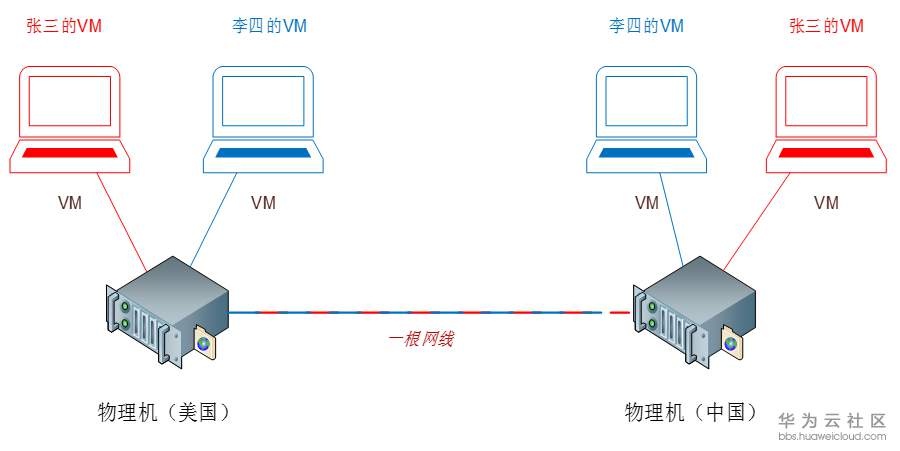 张三的VM
李四的VM
李四的VM
张三的VM
VM
VM
VM
VM
一根网线
物理机（美国）
物理机（中国）
华为云社区
bbs.huaweicloud.com